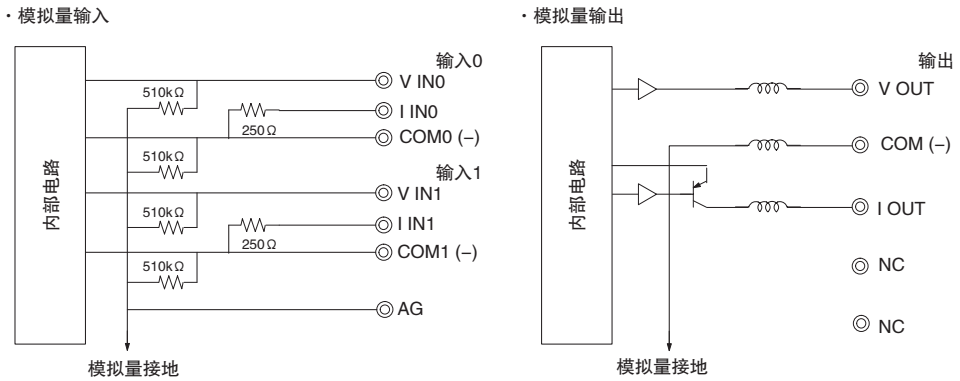 ・模拟量输入
输入0
V IN0
510kΩ
I IN0
250Ω
COM0 (−)
510kΩ
输入1
V IN1
510kΩ
I IN1
250Ω
COM1 (−)
510kΩ
AG
内部电路
模拟量接地
・模拟量输出
输出
V OUT
COM (−)
内部电路
I OUT
NC
NC
模拟量接地